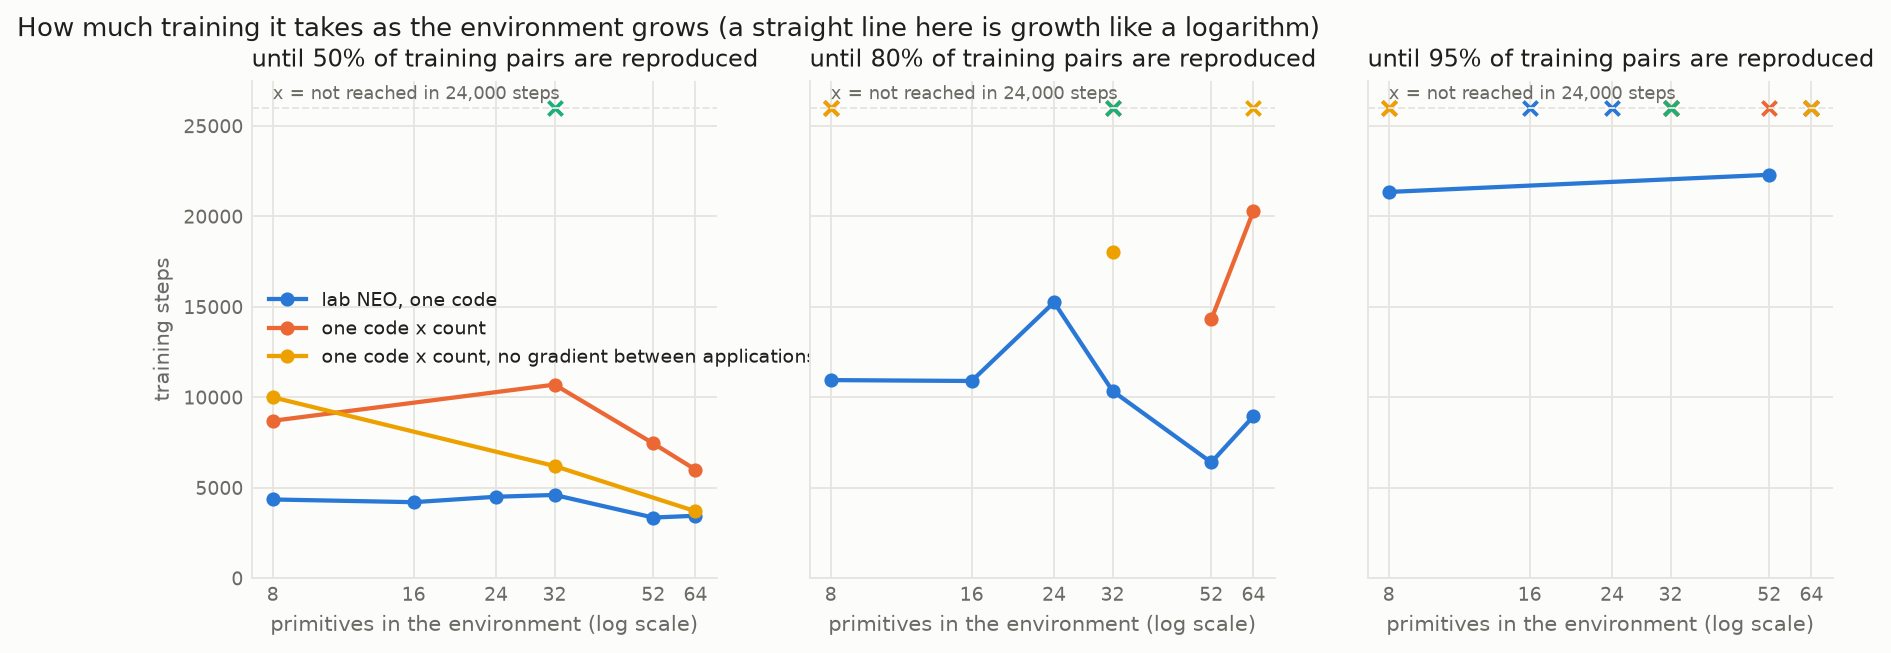 How much training it takes as the environment grows (a straight line here is growth like a logarithm)
until 50% of training pairs are reproduced
until 80% of training pairs are reproduced
until 95% of training pairs are reproduced
x = not reached in 24,000 steps
x = not reached in 24,000 steps
x = not reached in 24,000 steps
training steps
25000
20000
15000
10000
5000
0
lab NEO, one code
one code x count
one code x count, no gradient between applications
8 16 24 32 52 64
8 16 24 32 52 64
8 16 24 32 52 64
primitives in the environment (log scale)
primitives in the environment (log scale)
primitives in the environment (log scale)